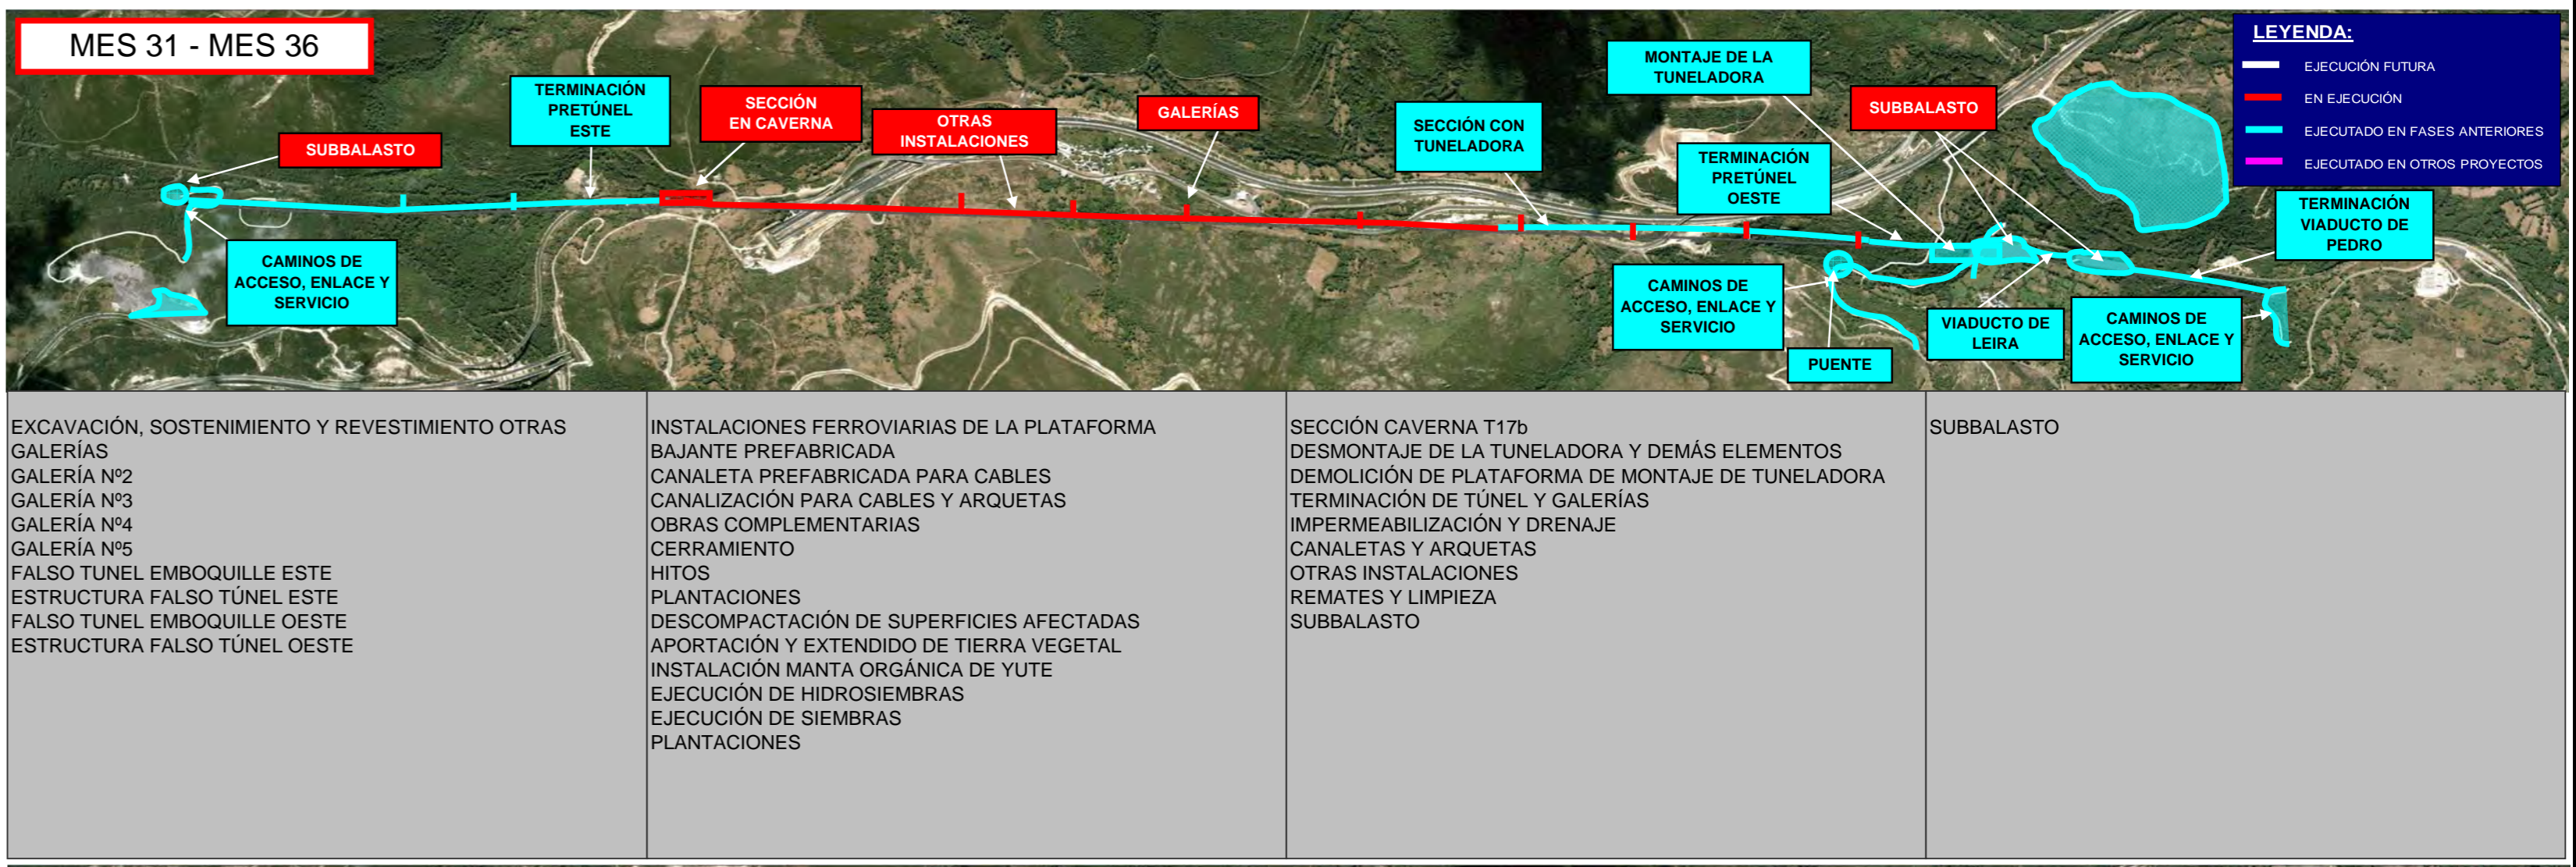 MES 31 - MES 36
LEYENDA:
EJECUCIÓN FUTURA
EN EJECUCIÓN
EJECUTADO EN FASES ANTERIORES
EJECUTADO EN OTROS PROYECTOS
SUBBALASTO
TERMINACIÓN
PRETÚNEL
ESTE
SECCIÓN
EN CAVERNA
OTRAS
INSTALACIONES
GALERÍAS
SECCIÓN CON
TUNELADORA
MONTAJE DE LA
TUNELADORA
TERMINACIÓN
PRETÚNEL
OESTE
SUBBALASTO
TERMINACIÓN
VIADUCTO DE
PEDRO
CAMINOS DE
ACCESO, ENLACE Y
SERVICIO
CAMINOS DE
ACCESO, ENLACE Y
SERVICIO
PUENTE
VIADUCTO DE
LEIRA
CAMINOS DE
ACCESO, ENLACE Y
SERVICIO
EXCAVACIÓN, SOSTENIMIENTO Y REVESTIMIENTO OTRAS
GALERÍAS
GALERÍA Nº2
GALERÍA Nº3
GALERÍA Nº4
GALERÍA Nº5
FALSO TUNEL EMBOQUILLE ESTE
ESTRUCTURA FALSO TÚNEL ESTE
FALSO TUNEL EMBOQUILLE OESTE
ESTRUCTURA FALSO TÚNEL OESTE
INSTALACIONES FERROVIARIAS DE LA PLATAFORMA
BAJANTE PREFABRICADA
CANALETA PREFABRICADA PARA CABLES
CANALIZACIÓN PARA CABLES Y ARQUETAS
OBRAS COMPLEMENTARIAS
CERRAMIENTO
HITOS
PLANTACIONES
DESCOMPACTACIÓN DE SUPERFICIES AFECTADAS
APORTACIÓN Y EXTENDIDO DE TIERRA VEGETAL
INSTALACIÓN MANTA ORGÁNICA DE YUTE
EJECUCIÓN DE HIDROSIEMBRAS
EJECUCIÓN DE SIEMBRAS
PLANTACIONES
SECCIÓN CAVERNA T17b
DESMONTAJE DE LA TUNELADORA Y DEMÁS ELEMENTOS
DEMOLICIÓN DE PLATAFORMA DE MONTAJE DE TUNELADORA
TERMINACIÓN DE TÚNEL Y GALERÍAS
IMPERMEABILIZACIÓN Y DRENAJE
CANALETAS Y ARQUETAS
OTRAS INSTALACIONES
REMATES Y LIMPIEZA
SUBBALASTO
SUBBALASTO